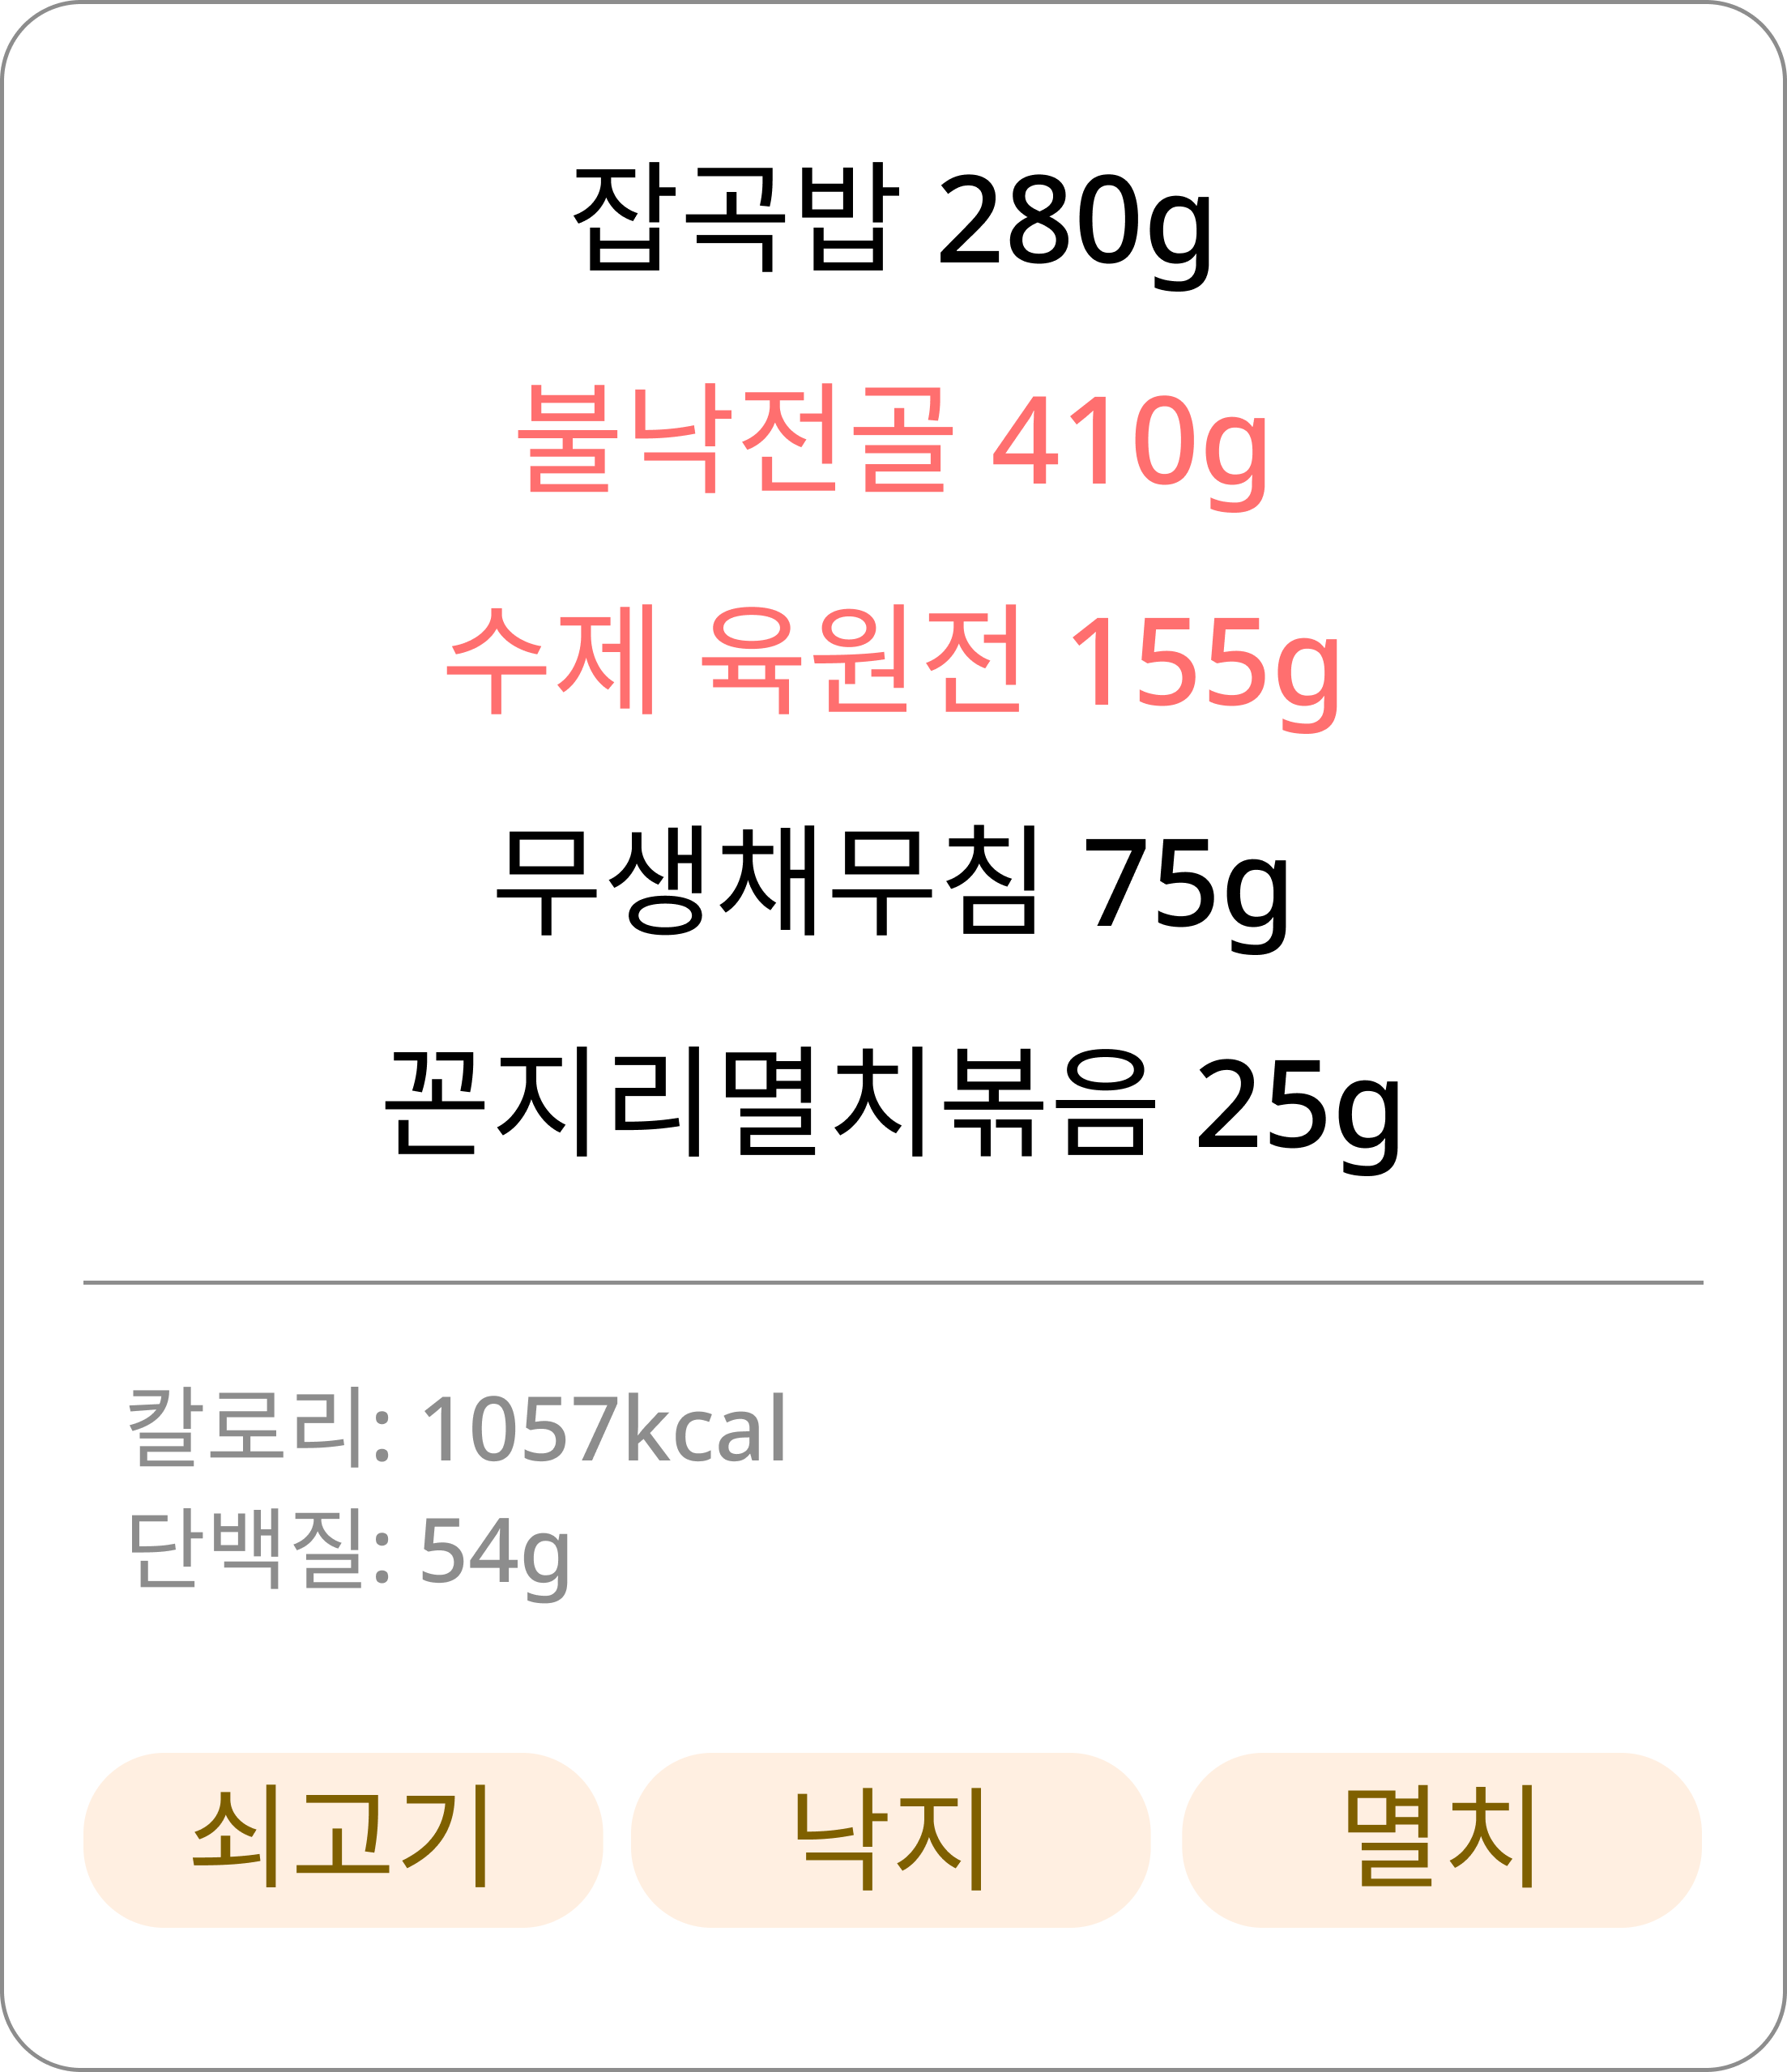 잡곡밥 280g
불낙전골 410g
수제 육원전 155g
무생채무침 75g
꼰지리멸치볶음 25g
칼로리: 1057kcal
단백질: 54g
쇠고기 낙지 멸치